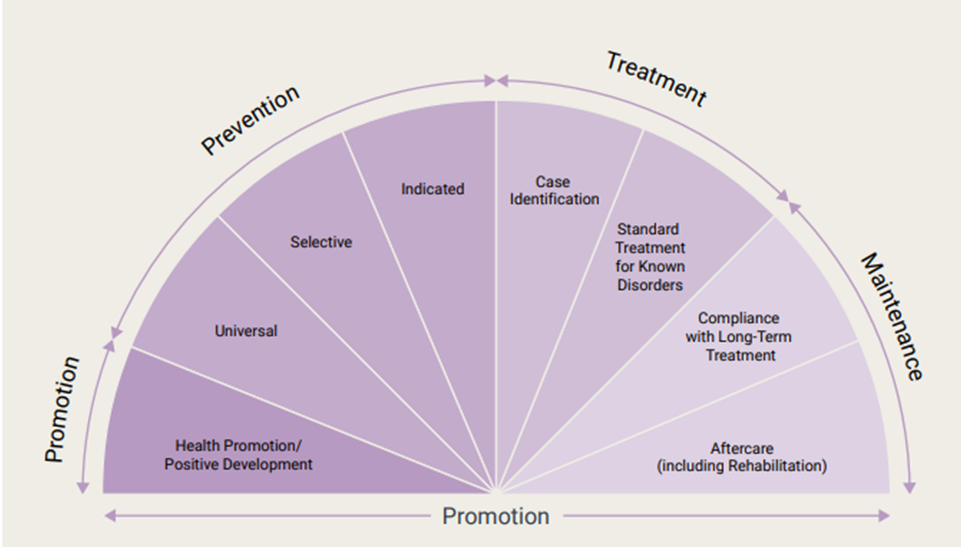 Treatment
Prevention
Maintenance
Promotion
Indicated
Case
Identification
Selective
Standard
Treatment
for Known
Disorders
Universal
Compliance
with Long-Term
Treatment
Health Promotion/
Positive Development
Aftercare
(including Rehabilitation)
Promotion